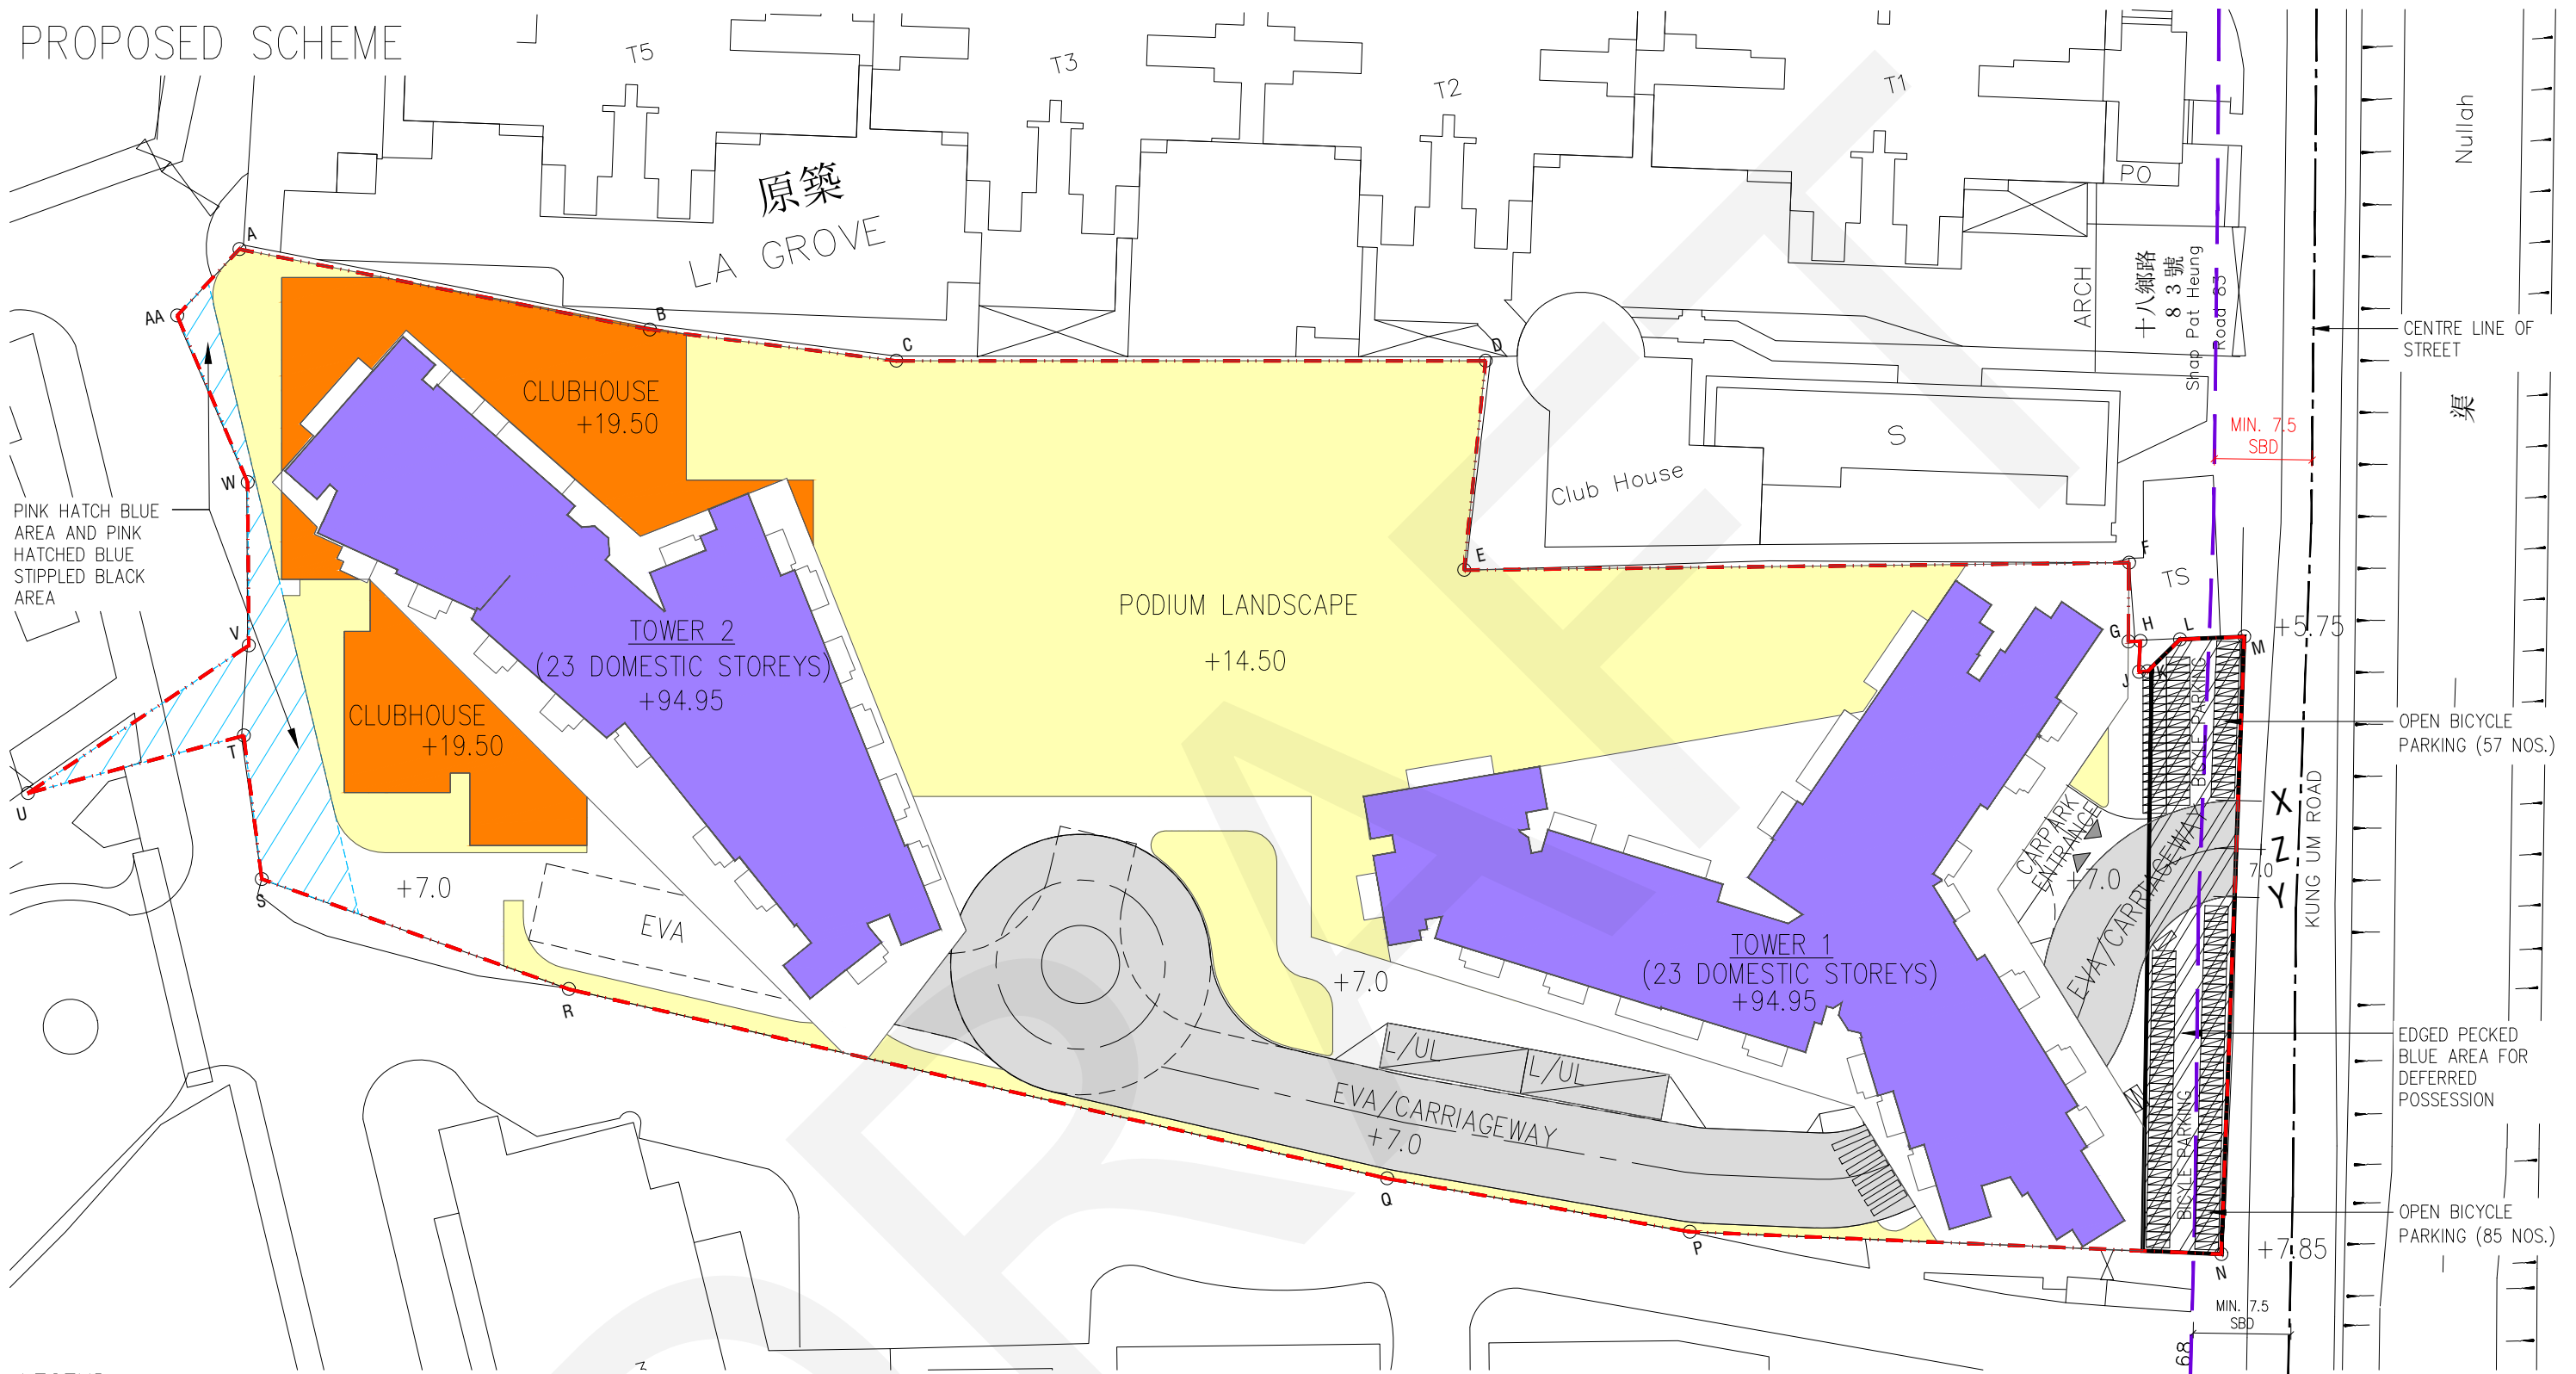 PROPOSED SCHEME
T5
T3
T2
T1
PO
Nullah
渠
原築
LA GROVE
ARCH
十八鄉路
８３號
Shap Pat Heung
Road 83
CENTRE LINE OF
STREET
MIN. 7.5
SBD
A
B
C
D
AA
CLUBHOUSE
+19.50
S
Club House
W
PINK HATCH BLUE
AREA AND PINK
HATCHED BLUE
STIPPLED BLACK
AREA
E
F
TS
PODIUM LANDSCAPE
+14.50
TOWER 2
(23 DOMESTIC STOREYS)
+94.95
V
G
H
L
M
+5.75
J
K
BICYLE PARKING
OPEN BICYCLE
PARKING (57 NOS.)
CLUBHOUSE
+19.50
T
U
X
Z
7.0
Y
KUNG UM ROAD
CARPARK
ENTRANCE
+7.0
EVA/CARRIAGEWAY
S
+7.0
EVA
R
+7.0
TOWER 1
(23 DOMESTIC STOREYS)
+94.95
L/UL
L/UL
EVA/CARRIAGEWAY
+7.0
EDGED PECKED
BLUE AREA FOR
DEFERRED
POSSESSION
BICYLE PARKING
OPEN BICYCLE
PARKING (85 NOS.)
Q
P
N
+7.85
MIN. 7.5
SBD
68
DRAFT